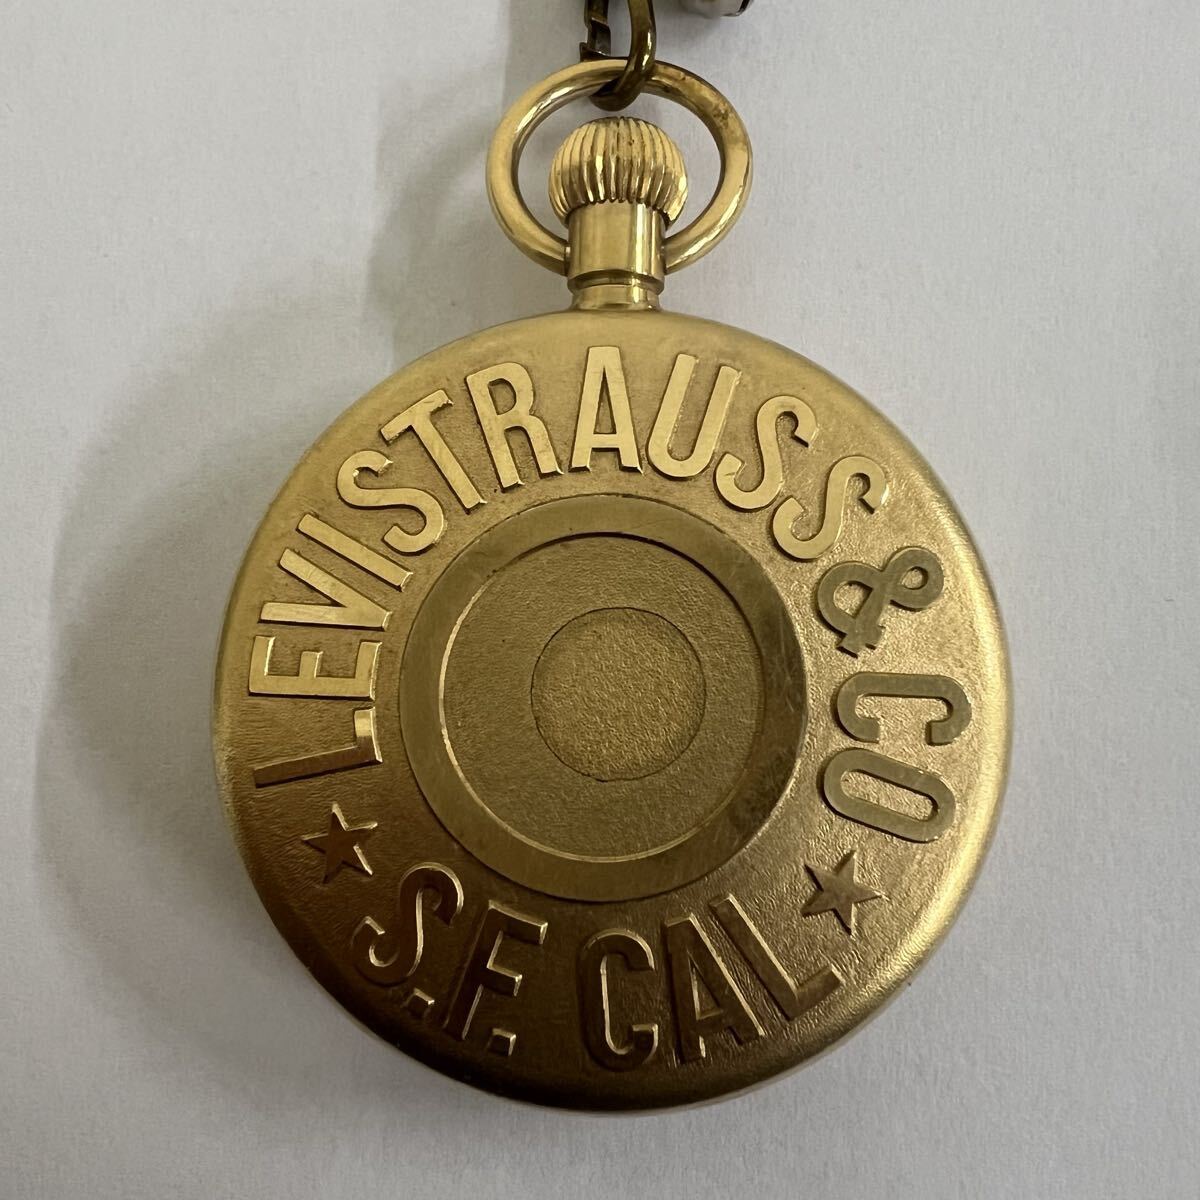 LEVI STRAUSS & CO
★ S.F. CAL ★